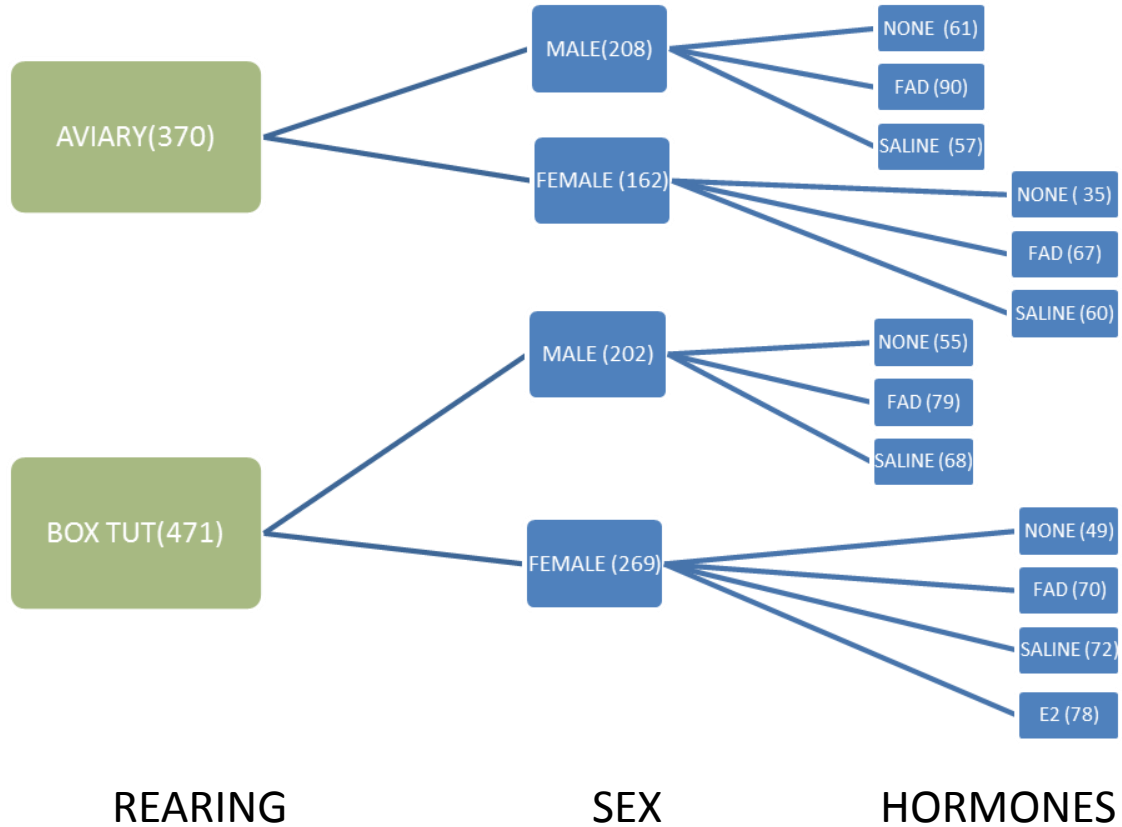 AVIARY(370)
MALE(208)
NONE (61)
FAD (90)
SALINE (57)
FEMALE (162)
NONE ( 35)
FAD (67)
SALINE (60)
BOX TUT(471)
MALE (202)
NONE (55)
FAD (79)
SALINE (68)
FEMALE (269)
NONE (49)
FAD (70)
SALINE (72)
E2 (78)
REARING
SEX
HORMONES